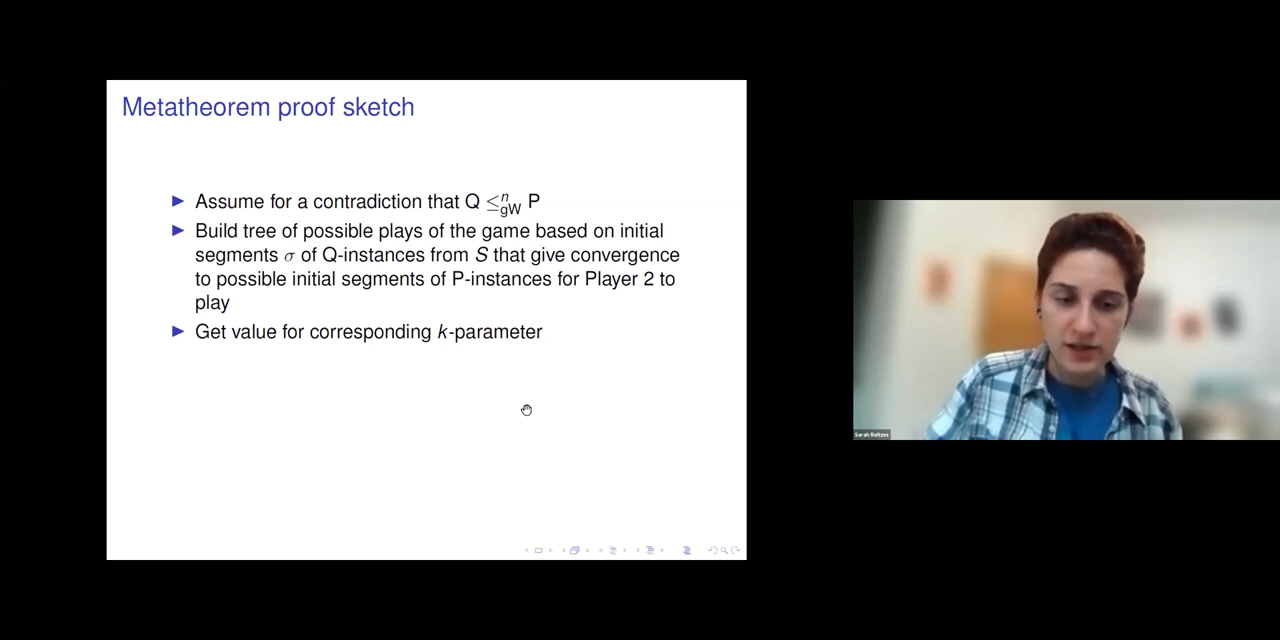 Metatheorem proof sketch
▶ Assume for a contradiction that Q ≤ⁿ_gW P
▶ Build tree of possible plays of the game based on initial
segments σ of Q-instances from S that give convergence
to possible initial segments of P-instances for Player 2 to
play
▶ Get value for corresponding k-parameter
Sarah Reitzes